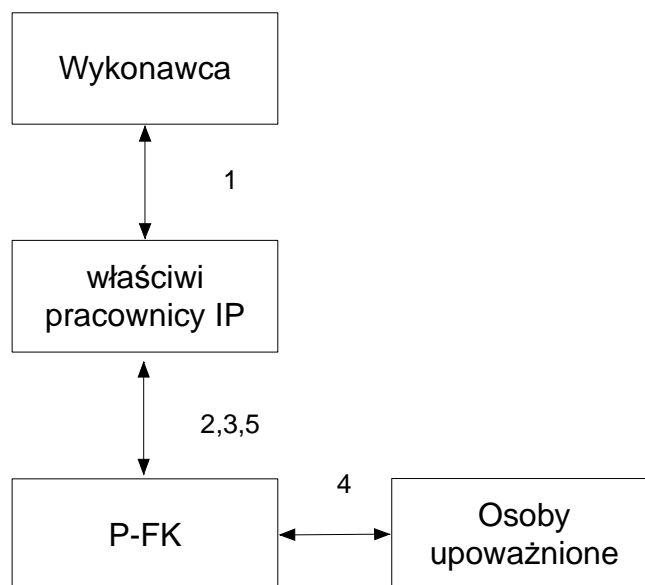 Wykonawca
1
właściwi
pracownicy IP
2,3,5
4
P-FK
Osoby
upoważnione